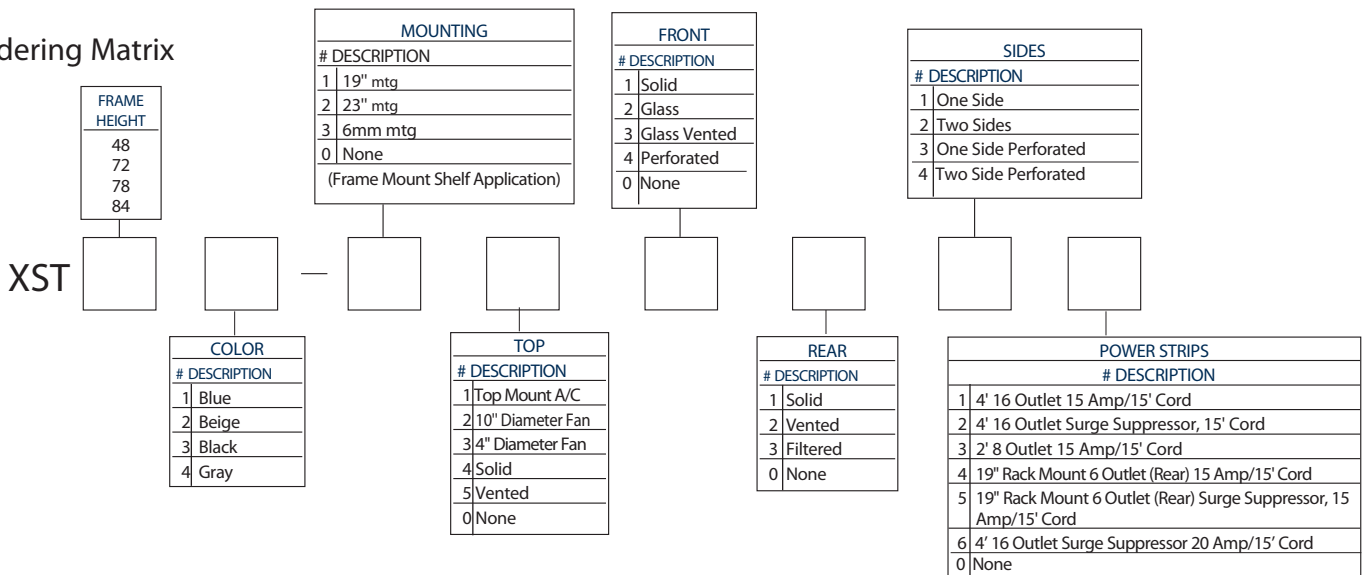 dering Matrix
FRAME
HEIGHT
48
72
78
84
MOUNTING
# DESCRIPTION
1 19" mtg
2 23" mtg
3 6mm mtg
0 None
(Frame Mount Shelf Application)
FRONT
# DESCRIPTION
1 Solid
2 Glass
3 Glass Vented
4 Perforated
0 None
SIDES
# DESCRIPTION
1 One Side
2 Two Sides
3 One Side Perforated
4 Two Side Perforated
XST —
COLOR
# DESCRIPTION
1 Blue
2 Beige
3 Black
4 Gray
TOP
# DESCRIPTION
1 Top Mount A/C
2 10" Diameter Fan
3 4" Diameter Fan
4 Solid
5 Vented
0 None
REAR
# DESCRIPTION
1 Solid
2 Vented
3 Filtered
0 None
POWER STRIPS
# DESCRIPTION
1 4' 16 Outlet 15 Amp/15' Cord
2 4' 16 Outlet Surge Suppressor, 15' Cord
3 2' 8 Outlet 15 Amp/15' Cord
4 19" Rack Mount 6 Outlet (Rear) 15 Amp/15' Cord
5 19" Rack Mount 6 Outlet (Rear) Surge Suppressor, 15
Amp/15' Cord
6 4′ 16 Outlet Surge Suppressor 20 Amp/15′ Cord
0 None